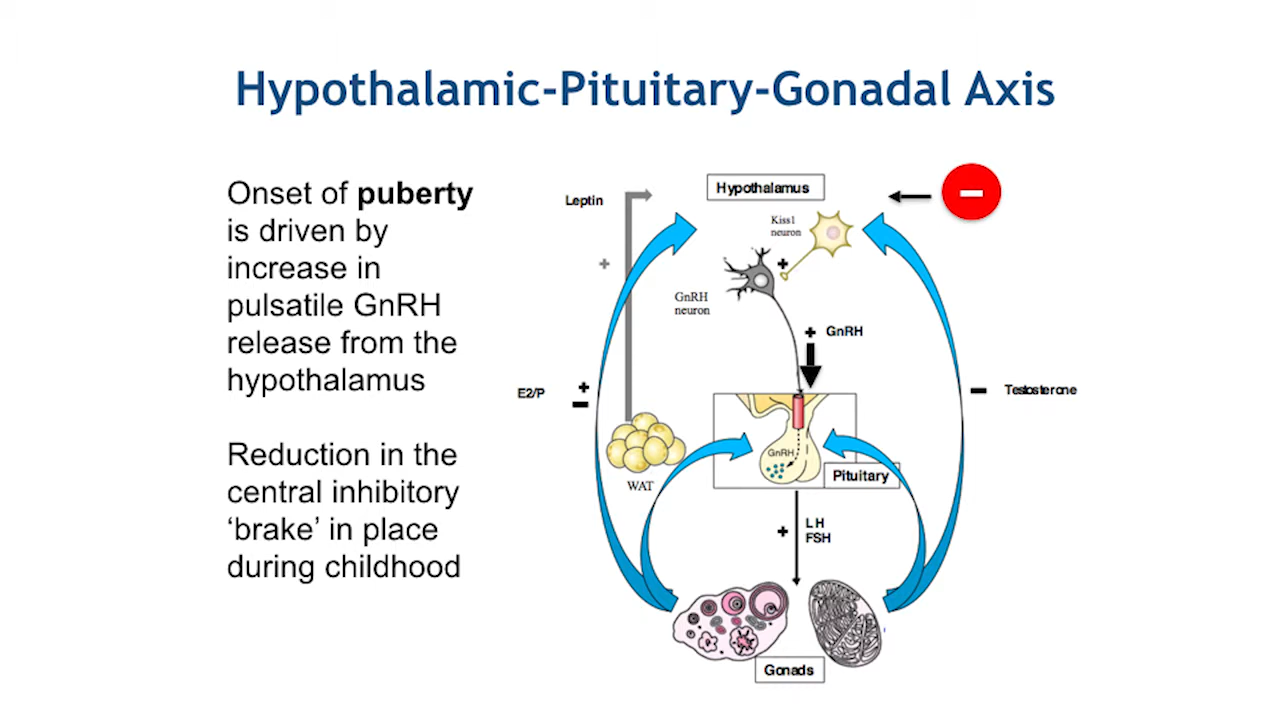 Hypothalamic-Pituitary-Gonadal Axis
Onset of puberty
is driven by
increase in
pulsatile GnRH
release from the
hypothalamus
Reduction in the
central inhibitory
‘brake’ in place
during childhood
Leptin
Hypothalamus
−
Kiss1
neuron
+
+
GnRH
neuron
+ GnRH
E2/P
+
−
− Testosterone
GnRH
WAT
Pituitary
+
LH
FSH
Gonads